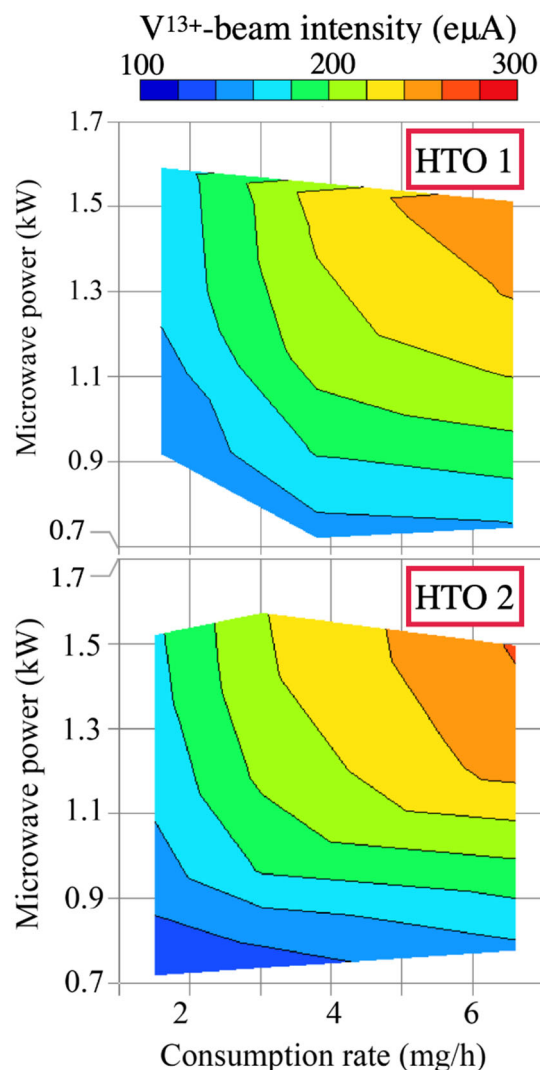 V¹³⁺-beam intensity (eμA)
100 200 300
1.7
HTO 1
1.5
1.3
1.1
0.9
0.7
Microwave power (kW)
1.7
HTO 2
1.5
1.3
1.1
0.9
0.7
Microwave power (kW)
2 4 6
Consumption rate (mg/h)